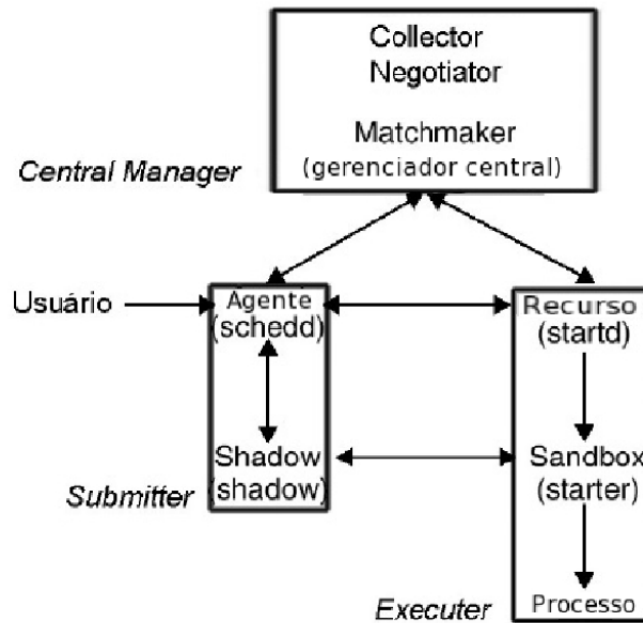 Collector
Negotiator
Matchmaker
(gerenciador central)
Central Manager
Usuário
Agente
(schedd)
Recurso
(startd)
Shadow
(shadow)
Submitter
Sandbox
(starter)
Processo
Executer